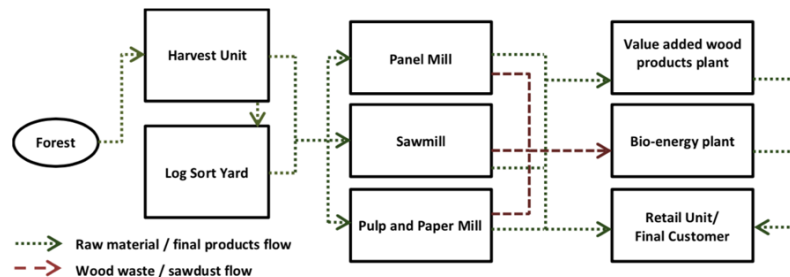 Forest
Harvest Unit
Log Sort Yard
Panel Mill
Sawmill
Pulp and Paper Mill
Value added wood
products plant
Bio-energy plant
Retail Unit/
Final Customer
Raw material / final products flow
Wood waste / sawdust flow